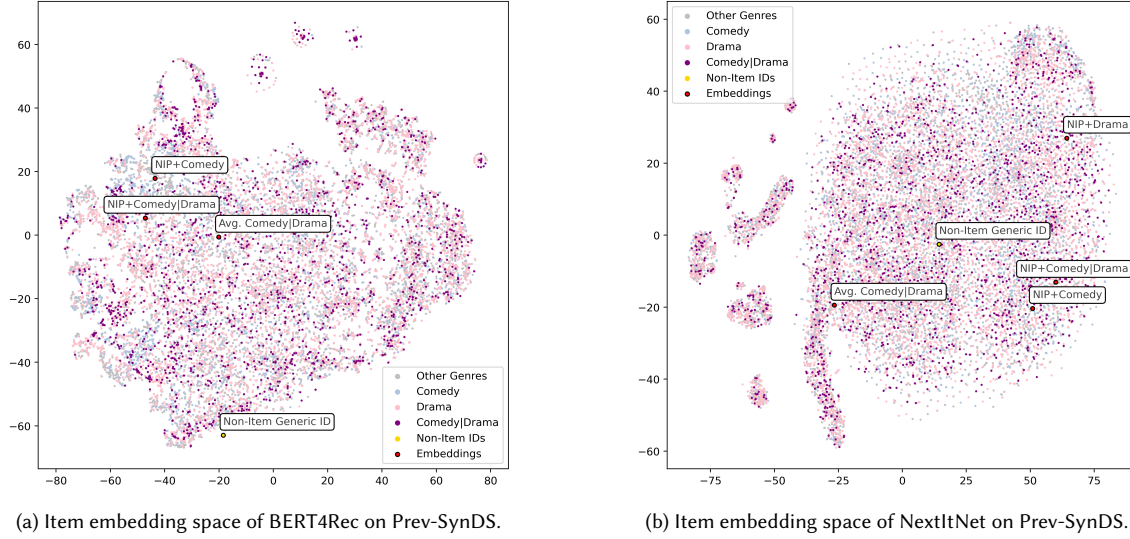 60
40
20
0
−20
−40
−60
−80
−60
−40
−20
0
20
40
60
80
NIP+Comedy
NIP+Comedy|Drama
Avg. Comedy|Drama
Non-Item Generic ID
Other Genres
Comedy
Drama
Comedy|Drama
Non-Item IDs
Embeddings
(a) Item embedding space of BERT4Rec on Prev-SynDS.
60
40
20
0
−20
−40
−60
−75
−50
−25
0
25
50
75
Other Genres
Comedy
Drama
Comedy|Drama
Non-Item IDs
Embeddings
NIP+Drama
Non-Item Generic ID
NIP+Comedy|Drama
Avg. Comedy|Drama
NIP+Comedy
(b) Item embedding space of NextItNet on Prev-SynDS.